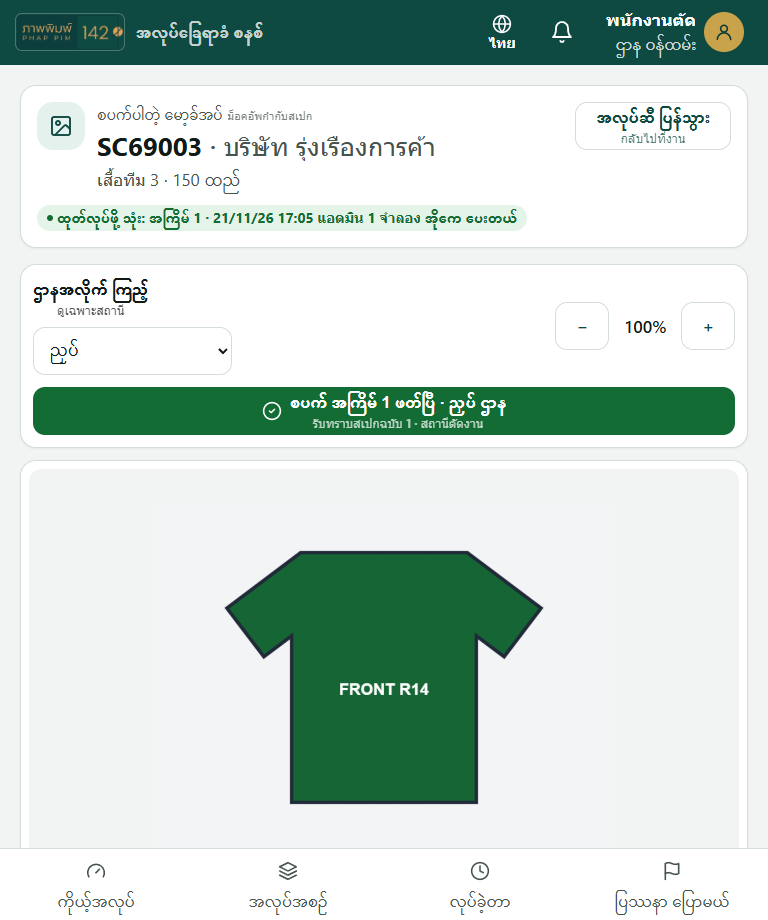 ภาพพิมพ์
PHAP PIM
142
အလုပ်ခြေရာခံ စနစ်
ไทย
พนักงานตัด
ဌာန ဝန်ထမ်း
စပက်ပါတဲ့ မော့ခ်အပ် ม็อคอัพกำกับสเปก
SC69003 · บริษัท รุ่งเรืองการค้า
เสื้อทีม 3 · 150 ထည်
အလုပ်ဆီ ပြန်သွား
กลับไปที่งาน
ထုတ်လုပ်ဖို့ သုံး: အကြိမ် 1 · 21/11/26 17:05 แอดมิน 1 จำลอง အိုကေ ပေးတယ်
ဌာနအလိုက် ကြည့်
ดูเฉพาะสถานี
ညှပ်
−
100%
+
စပက် အကြိမ် 1 ဖတ်ပြီ · ညှပ် ဌာန
รับทราบสเปกฉบับ 1 · สถานีตัดงาน
FRONT R14
ကိုယ့်အလုပ်
အလုပ်အစဉ်
လုပ်ခဲ့တာ
ပြဿနာ ပြောမယ်